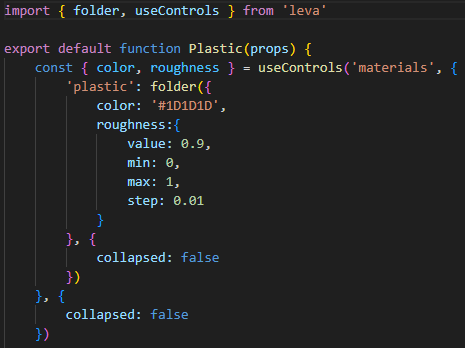 import { folder, useControls } from 'leva'
export default function Plastic(props) {
    const { color, roughness } = useControls('materials', {
        'plastic': folder({
            color: '#1D1D1D',
            roughness:{
                value: 0.9,
                min: 0,
                max: 1,
                step: 0.01
            }
        }, {
            collapsed: false
        })
    }, {
        collapsed: false
    })